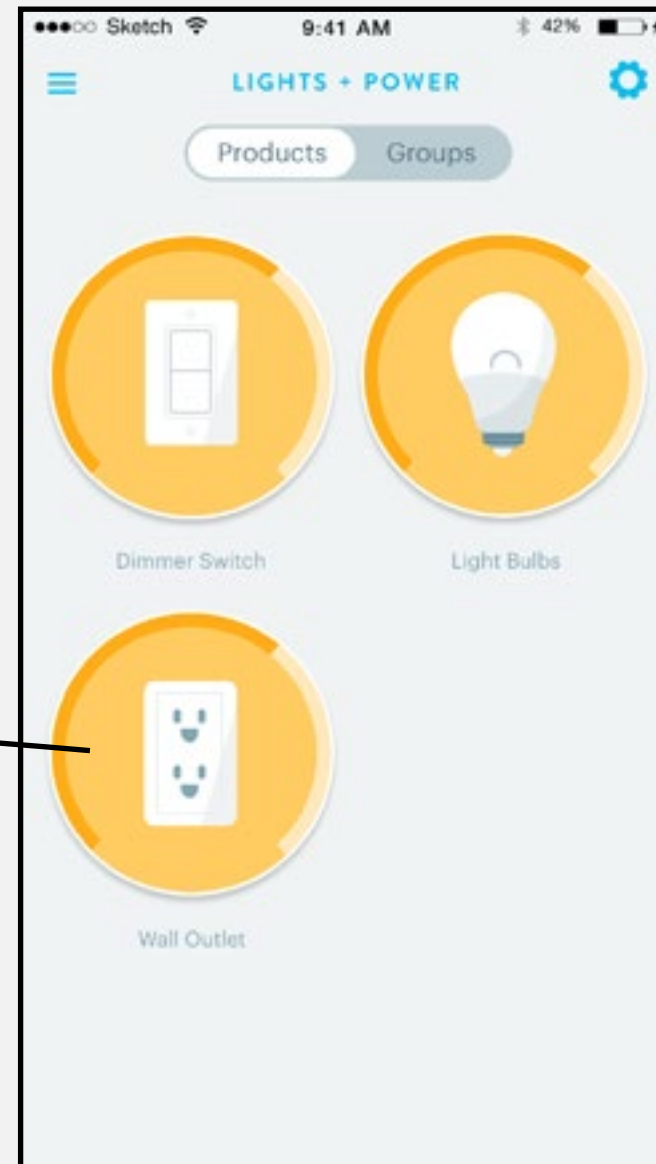 Sketch 9:41 AM 42%
LIGHTS + POWER
Products Groups
Dimmer Switch Light Bulbs
Wall Outlet